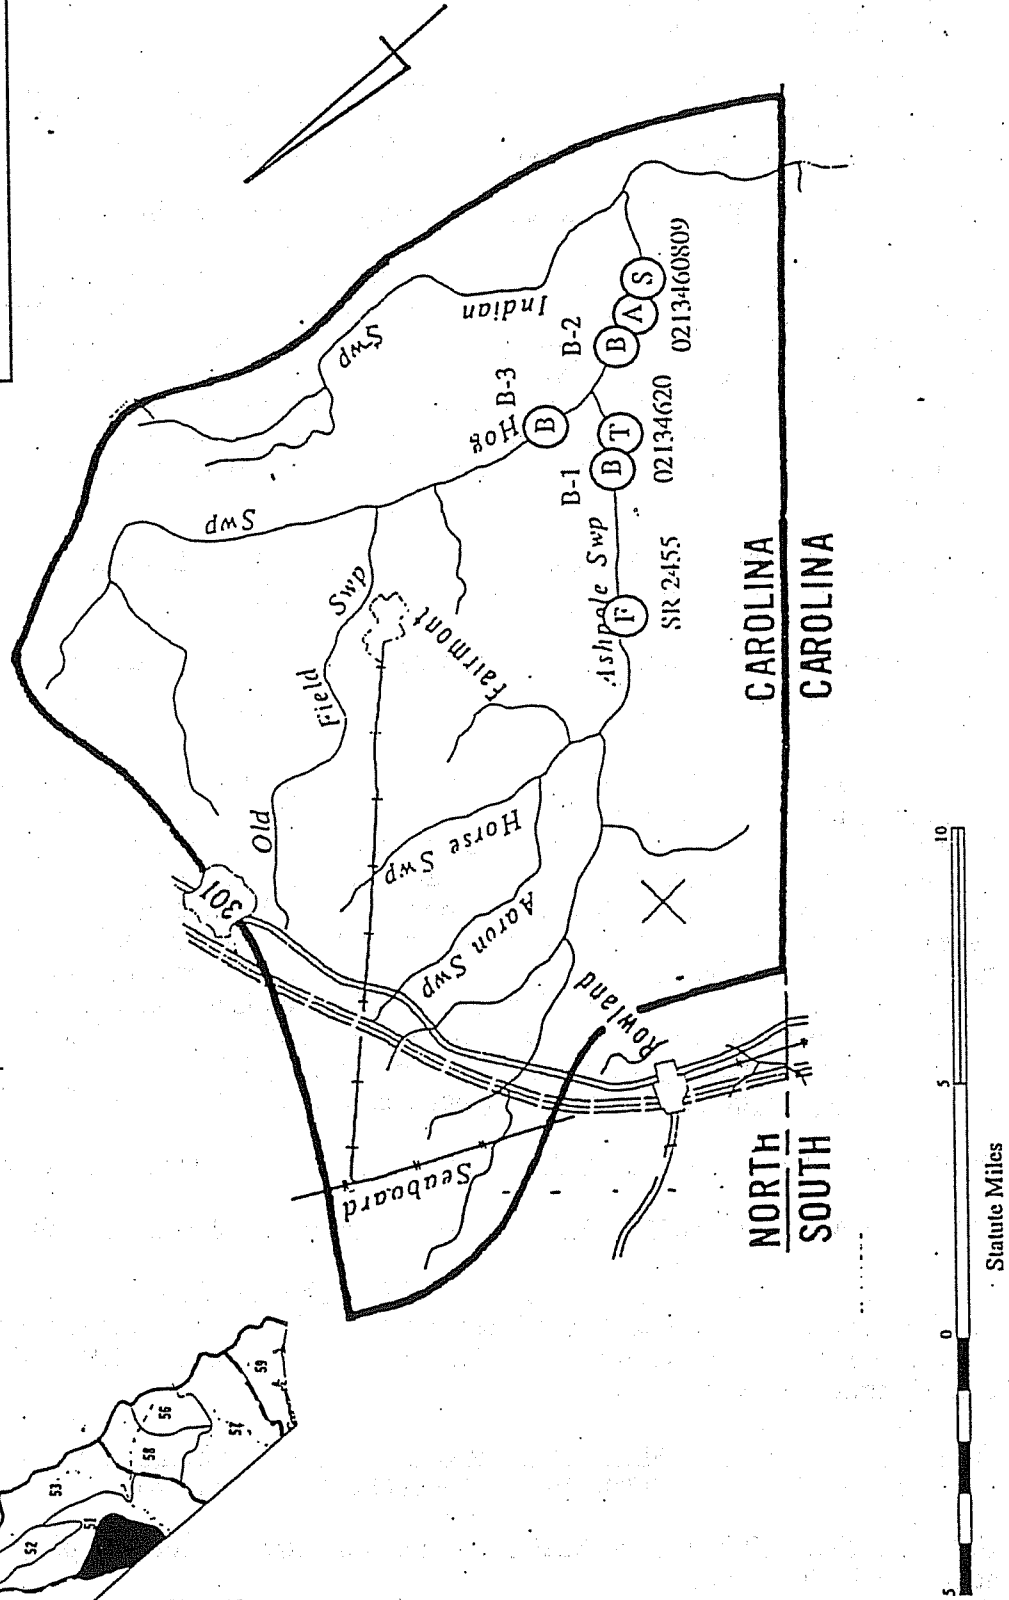 53
52
51
58
56
57
59
301
Seaboard
Old
Field
Swp
Swp
Hog
Swp
Indian
Fairmont
Horse Swp
Aaron Swp
Rowland
Ashpole Swp
F
SR 2455
B-1
B
T
02134620
B-3
B
B-2
B
A
S
0213460809
NORTH CAROLINA
SOUTH CAROLINA
5
0
5
10
Statute Miles